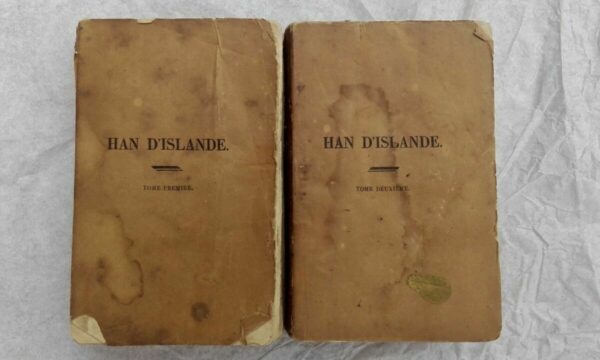 HAN D'ISLANDE.
TOME PREMIER.
HAN D'ISLANDE.
TOME DEUXIÈME.